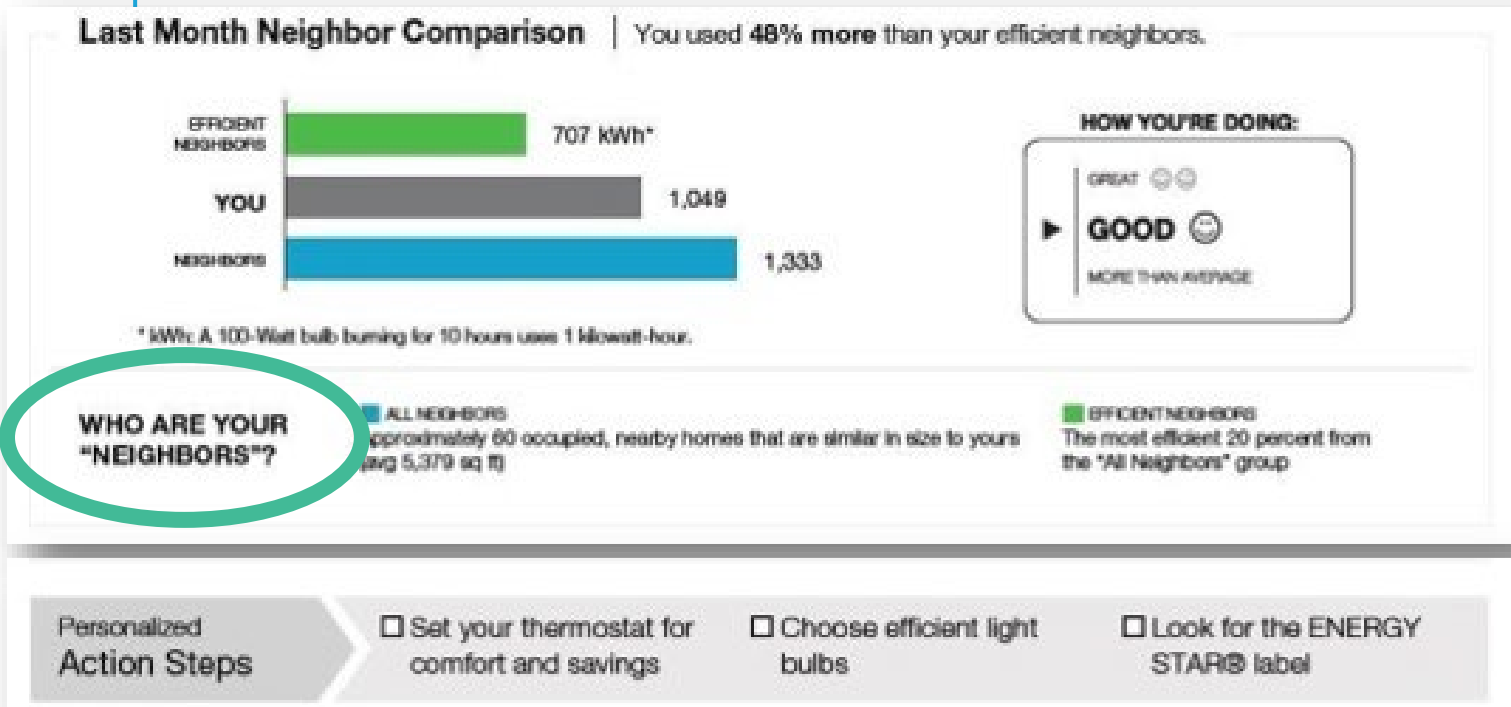 Last Month Neighbor Comparison | You used 48% more than your efficient neighbors.
EFFICIENT
NEIGHBORS
707 kWh*
YOU
1,049
NEIGHBORS
1,333
HOW YOU'RE DOING:
GREAT
GOOD
MORE THAN AVERAGE
* kWh: A 100-Watt bulb burning for 10 hours uses 1 kilowatt-hour.
WHO ARE YOUR
"NEIGHBORS"?
ALL NEIGHBORS
approximately 60 occupied, nearby homes that are similar in size to yours
(avg 5,379 sq ft)
EFFICIENT NEIGHBORS
The most efficient 20 percent from
the "All Neighbors" group
Personalized
Action Steps
Set your thermostat for
comfort and savings
Choose efficient light
bulbs
Look for the ENERGY
STAR® label